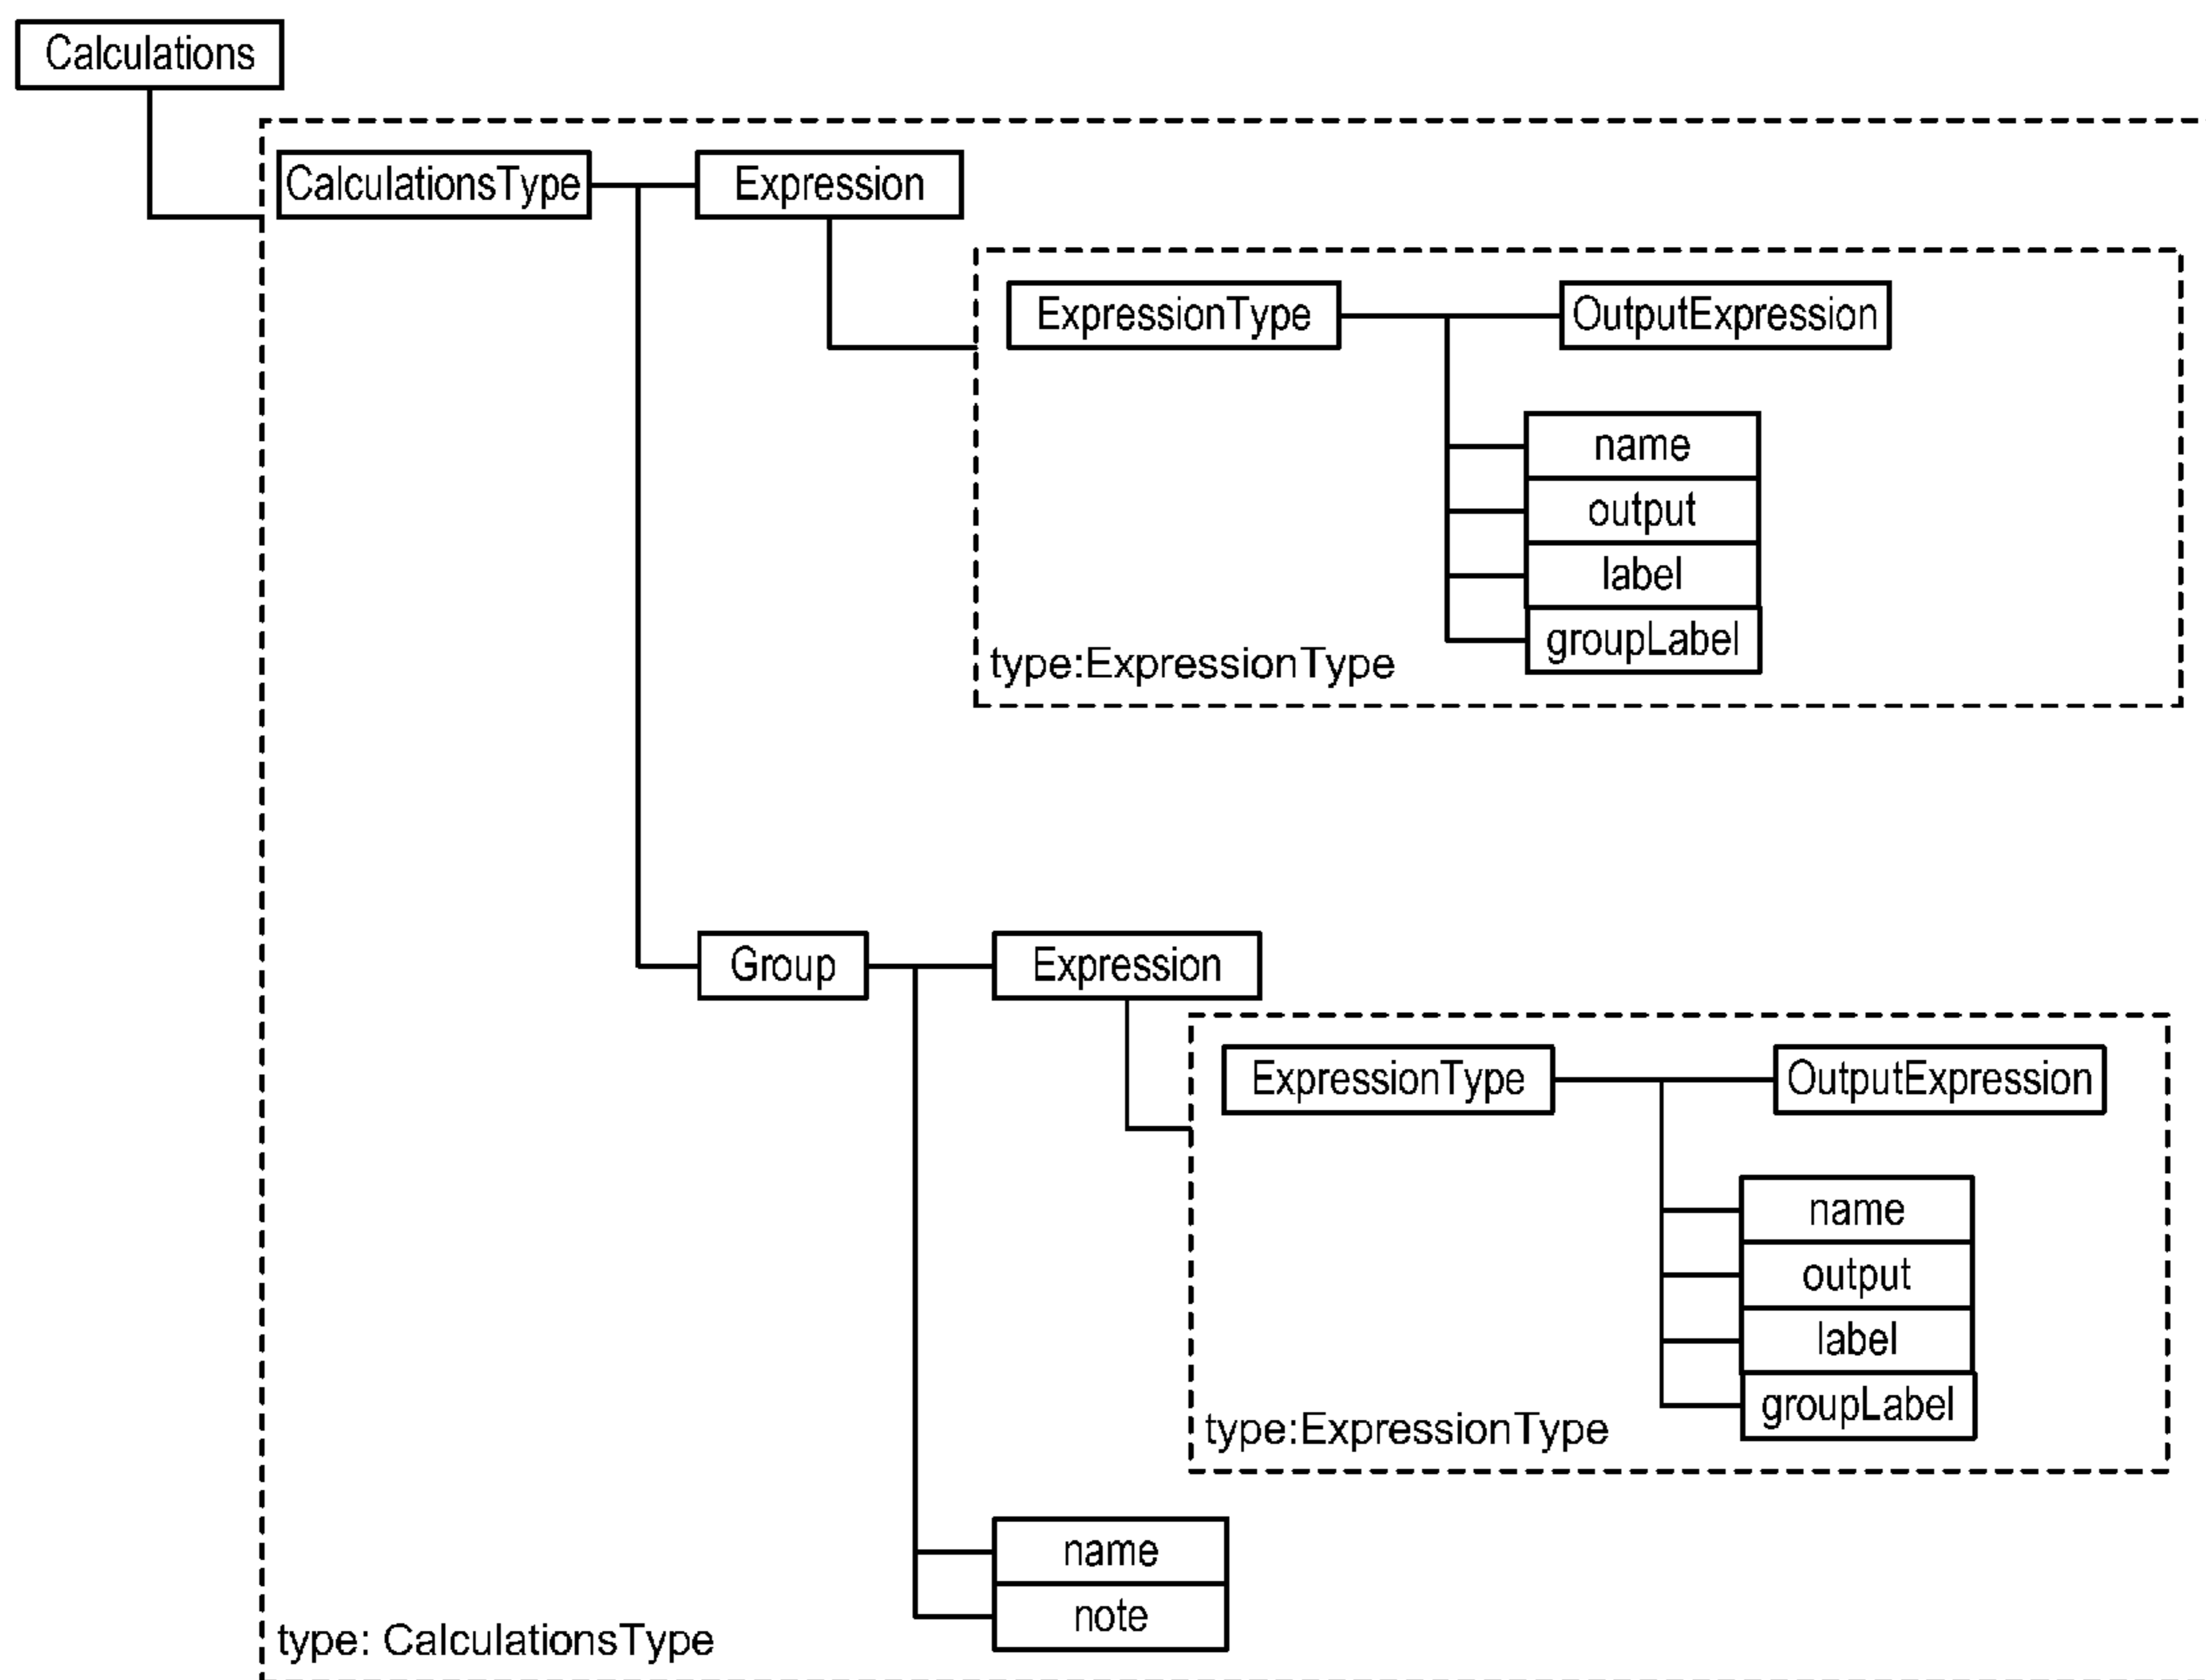 Calculations
CalculationsType
Expression
ExpressionType
OutputExpression
name
output
label
groupLabel
type:ExpressionType
Group
Expression
ExpressionType
OutputExpression
name
output
label
groupLabel
type:ExpressionType
name
note
type: CalculationsType